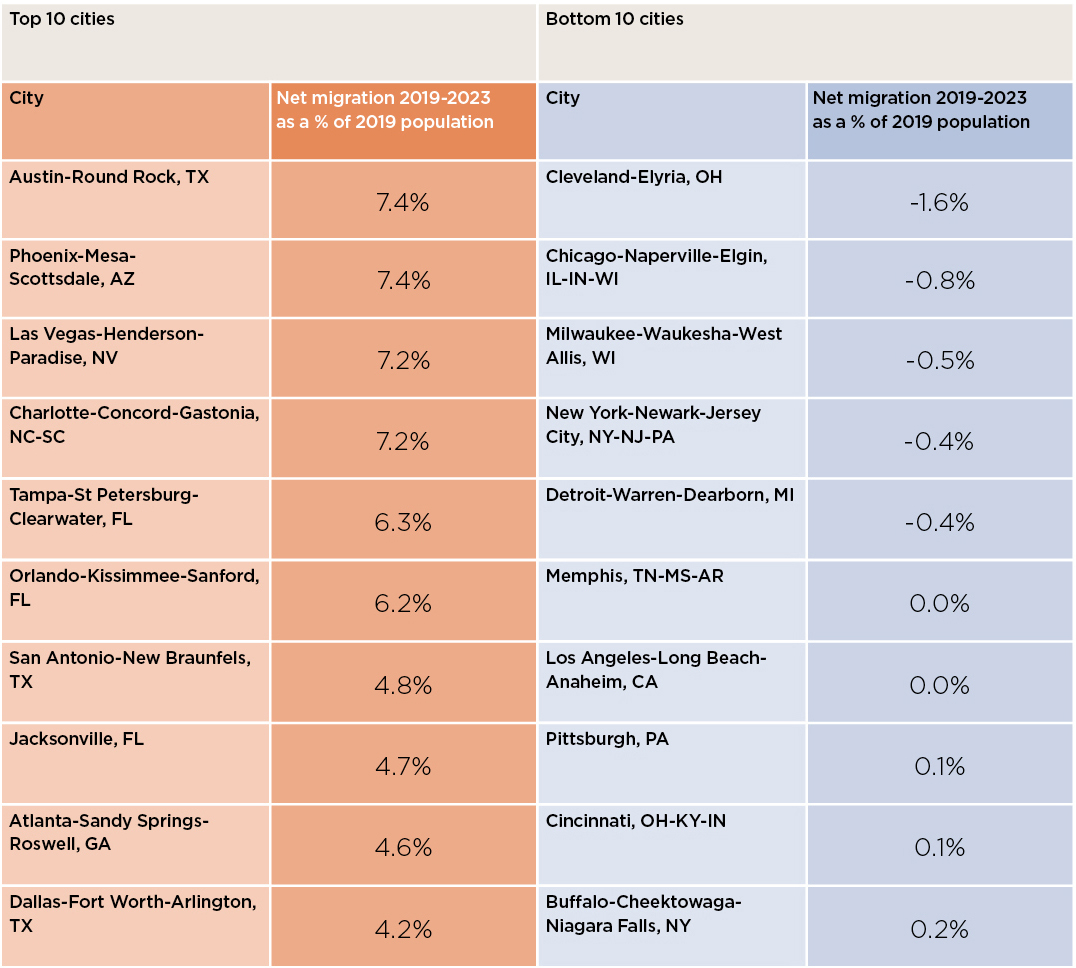 Top 10 cities
Bottom 10 cities
City
Net migration 2019-2023
as a % of 2019 population
City
Net migration 2019-2023
as a % of 2019 population
Austin-Round Rock, TX
7.4%
Cleveland-Elyria, OH
-1.6%
Phoenix-Mesa-
Scottsdale, AZ
7.4%
Chicago-Naperville-Elgin,
IL-IN-WI
-0.8%
Las Vegas-Henderson-
Paradise, NV
7.2%
Milwaukee-Waukesha-West
Allis, WI
-0.5%
Charlotte-Concord-Gastonia,
NC-SC
7.2%
New York-Newark-Jersey
City, NY-NJ-PA
-0.4%
Tampa-St Petersburg-
Clearwater, FL
6.3%
Detroit-Warren-Dearborn, MI
-0.4%
Orlando-Kissimmee-Sanford,
FL
6.2%
Memphis, TN-MS-AR
0.0%
San Antonio-New Braunfels,
TX
4.8%
Los Angeles-Long Beach-
Anaheim, CA
0.0%
Jacksonville, FL
4.7%
Pittsburgh, PA
0.1%
Atlanta-Sandy Springs-
Roswell, GA
4.6%
Cincinnati, OH-KY-IN
0.1%
Dallas-Fort Worth-Arlington,
TX
4.2%
Buffalo-Cheektowaga-
Niagara Falls, NY
0.2%